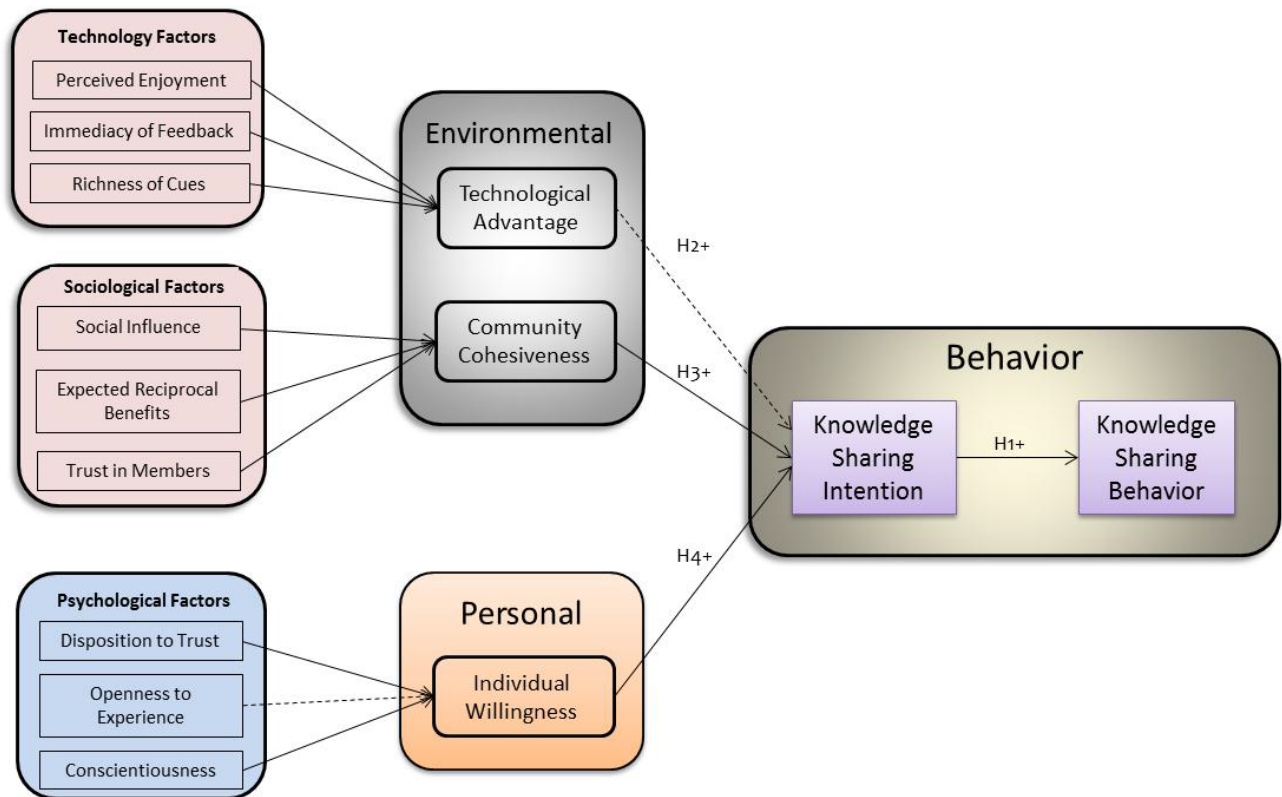 Technology Factors
Perceived Enjoyment
Immediacy of Feedback
Richness of Cues
Sociological Factors
Social Influence
Expected Reciprocal
Benefits
Trust in Members
Psychological Factors
Disposition to Trust
Openness to
Experience
Conscientiousness
Environmental
Technological
Advantage
Community
Cohesiveness
Personal
Individual
Willingness
H2+
H3+
H4+
Behavior
Knowledge
Sharing
Intention
H1+
Knowledge
Sharing
Behavior